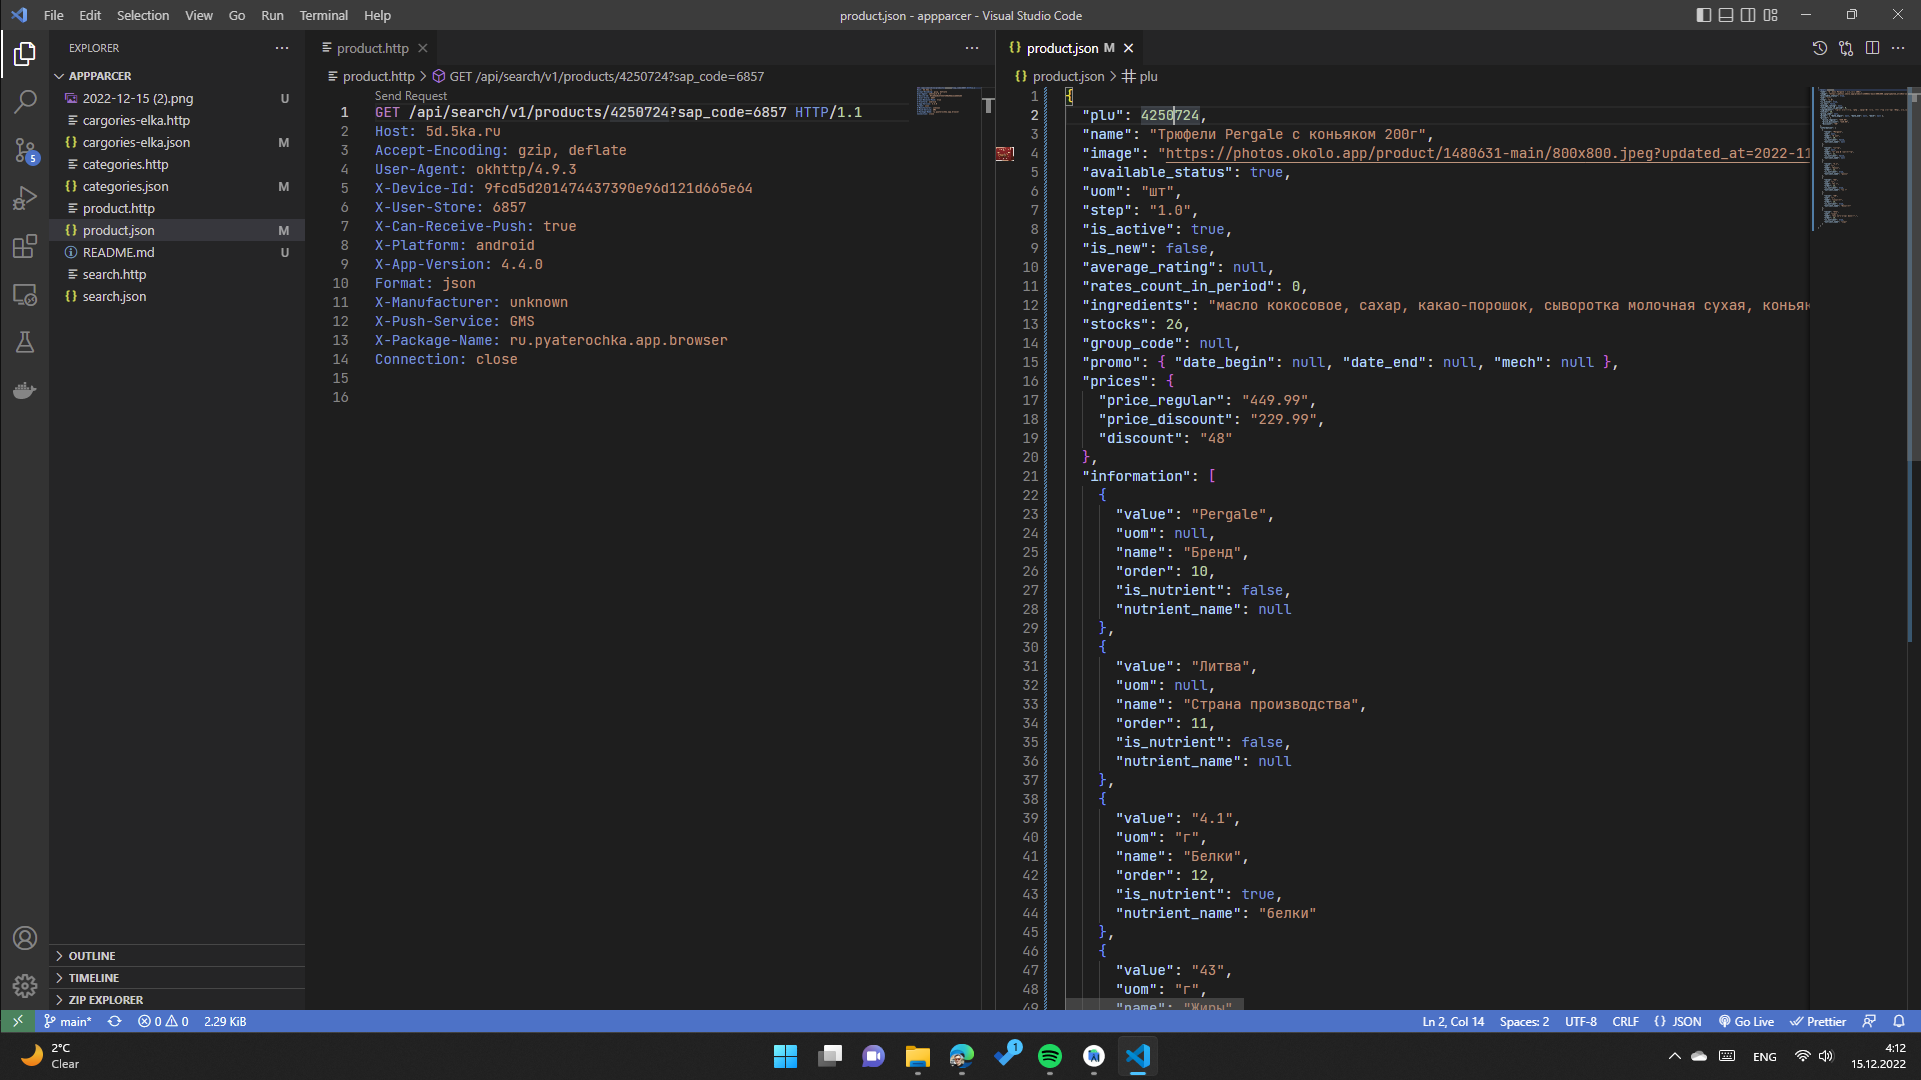 File Edit Selection View Go Run Terminal Help
product.json - appparcer - Visual Studio Code
EXPLORER
APPPARCER
2022-12-15 (2).png U
cargories-elka.http
cargories-elka.json M
categories.http
categories.json M
product.http
product.json M
README.md U
search.http
search.json
OUTLINE
TIMELINE
ZIP EXPLORER
product.http
product.http > GET /api/search/v1/products/4250724?sap_code=6857
Send Request
1 GET /api/search/v1/products/4250724?sap_code=6857 HTTP/1.1
2 Host: 5d.5ka.ru
3 Accept-Encoding: gzip, deflate
4 User-Agent: okhttp/4.9.3
5 X-Device-Id: 9fcd5d201474437390e96d121d665e64
6 X-User-Store: 6857
7 X-Can-Receive-Push: true
8 X-Platform: android
9 X-App-Version: 4.4.0
10 Format: json
11 X-Manufacturer: unknown
12 X-Push-Service: GMS
13 X-Package-Name: ru.pyaterochka.app.browser
14 Connection: close
15
16
product.json M
product.json > plu
1 {
2 "plu": 4250724,
3 "name": "Трюфели Pergale с коньяком 200г",
4 "image": "https://photos.okolo.app/product/1480631-main/800x800.jpeg?updated_at=2022-11
5 "available_status": true,
6 "uom": "шт",
7 "step": "1.0",
8 "is_active": true,
9 "is_new": false,
10 "average_rating": null,
11 "rates_count_in_period": 0,
12 "ingredients": "масло кокосовое, сахар, какао-порошок, сыворотка молочная сухая, коньяк
13 "stocks": 26,
14 "group_code": null,
15 "promo": { "date_begin": null, "date_end": null, "mech": null },
16 "prices": {
17 "price_regular": "449.99",
18 "price_discount": "229.99",
19 "discount": "48"
20 },
21 "information": [
22 {
23 "value": "Pergale",
24 "uom": null,
25 "name": "Бренд",
26 "order": 10,
27 "is_nutrient": false,
28 "nutrient_name": null
29 },
30 {
31 "value": "Литва",
32 "uom": null,
33 "name": "Страна производства",
34 "order": 11,
35 "is_nutrient": false,
36 "nutrient_name": null
37 },
38 {
39 "value": "4.1",
40 "uom": "г",
41 "name": "Белки",
42 "order": 12,
43 "is_nutrient": true,
44 "nutrient_name": "белки"
45 },
46 {
47 "value": "43",
48 "uom": "г",
49 "name": "Жиры"
5
main* 0 0 2.29 KiB
Ln 2, Col 14 Spaces: 2 UTF-8 CRLF {} JSON Go Live Prettier
2°C
Clear
1
ENG
4:12
15.12.2022